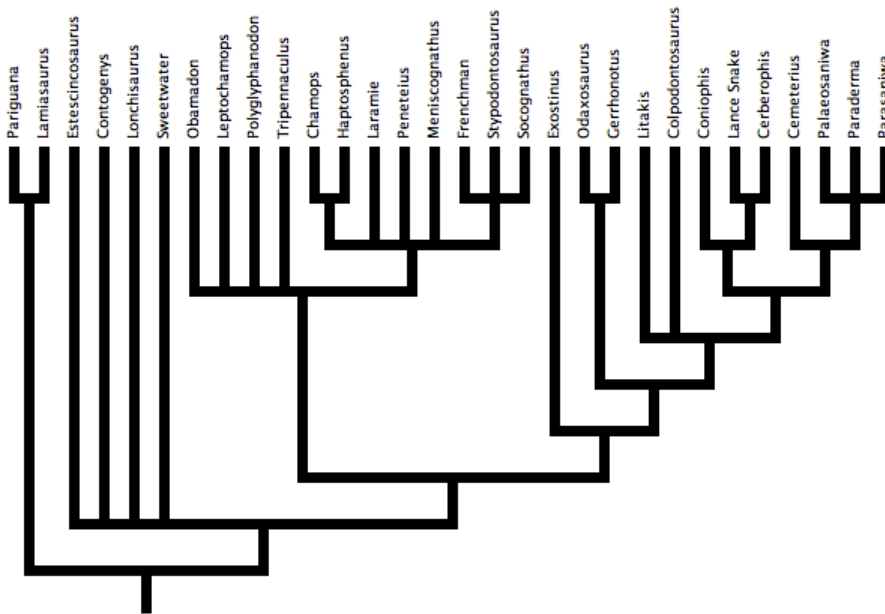 Pariguana
Lamiasaurus
Estescincosaurus
Contogenys
Lonchisaurus
Sweetwater
Obamadon
Leptochamops
Polyglyphanodon
Tripennaculus
Chamops
Haptosphenus
Laramie
Peneteius
Meniscognathus
Frenchman
Stypodontosaurus
Socognathus
Exostinus
Odaxosaurus
Gerrhonotus
Litakis
Colpodontosaurus
Coniophis
Lance Snake
Cerberophis
Cemeterius
Palaeosaniwa
Paraderma
Parasaniwa